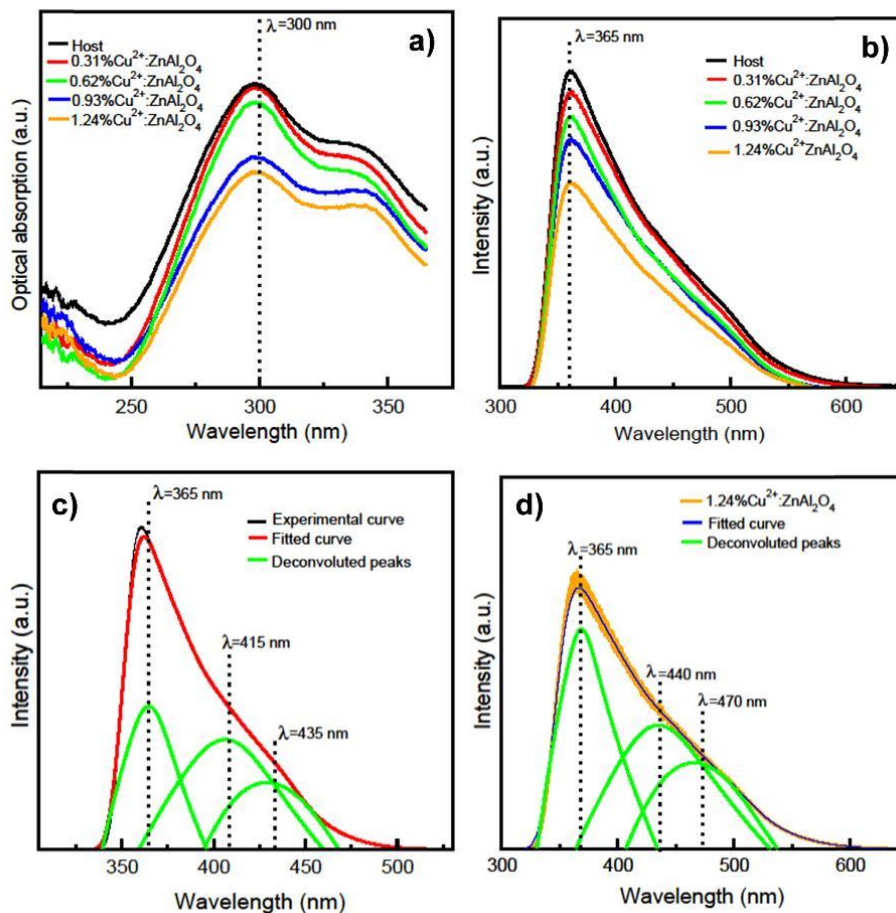 a)
λ=300 nm
Host
0.31%Cu²⁺:ZnAl₂O₄
0.62%Cu²⁺:ZnAl₂O₄
0.93%Cu²⁺:ZnAl₂O₄
1.24%Cu²⁺:ZnAl₂O₄
Optical absorption (a.u.)
250
300
350
Wavelength (nm)
b)
λ=365 nm
Host
0.31%Cu²⁺:ZnAl₂O₄
0.62%Cu²⁺:ZnAl₂O₄
0.93%Cu²⁺:ZnAl₂O₄
1.24%Cu²⁺ZnAl₂O₄
Intensity (a.u.)
300
400
500
600
Wavelength (nm)
c)
λ=365 nm
Experimental curve
Fitted curve
Deconvoluted peaks
λ=415 nm
λ=435 nm
Intensity (a.u.)
350
400
450
500
Wavelength (nm)
d)
1.24%Cu²⁺:ZnAl₂O₄
Fitted curve
Deconvoluted peaks
λ=365 nm
λ=440 nm
λ=470 nm
Intensity (a.u.)
300
400
500
600
Wavelength (nm)